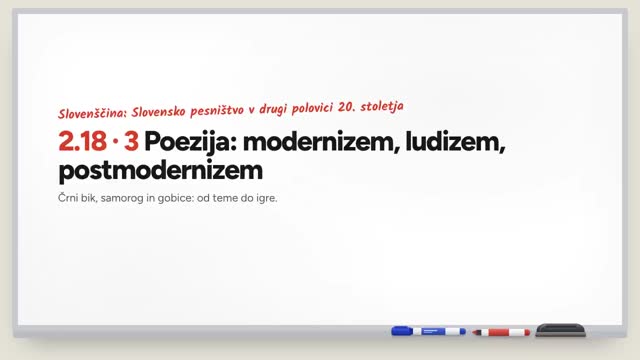 Slovenščina: Slovensko pesništvo v drugi polovici 20. stoletja
2.18 · 3 Poezija: modernizem, ludizem,
postmodernizem
Črni bik, samorog in gobice: od teme do igre.